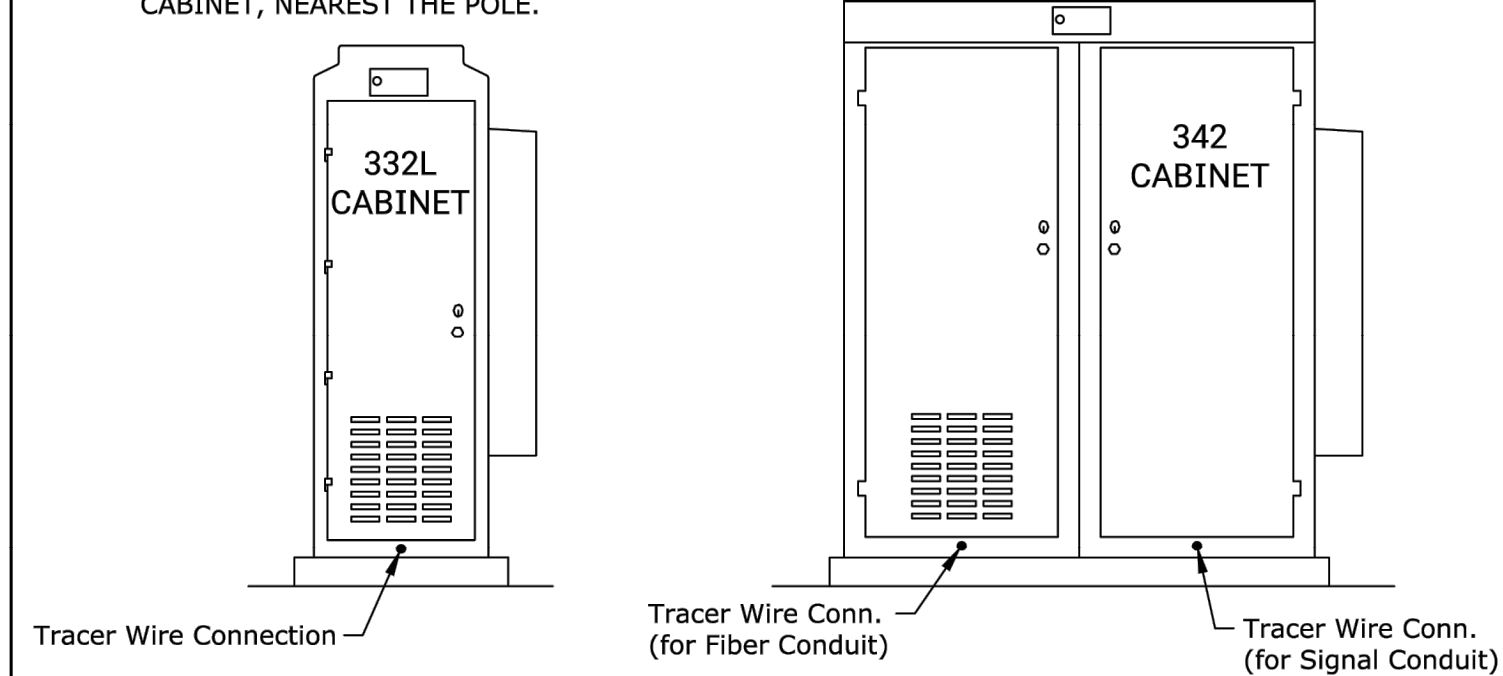 CABINET, NEAREST THE POLE.
332L
CABINET
342
CABINET
Tracer Wire Connection
Tracer Wire Conn.
(for Fiber Conduit)
Tracer Wire Conn.
(for Signal Conduit)